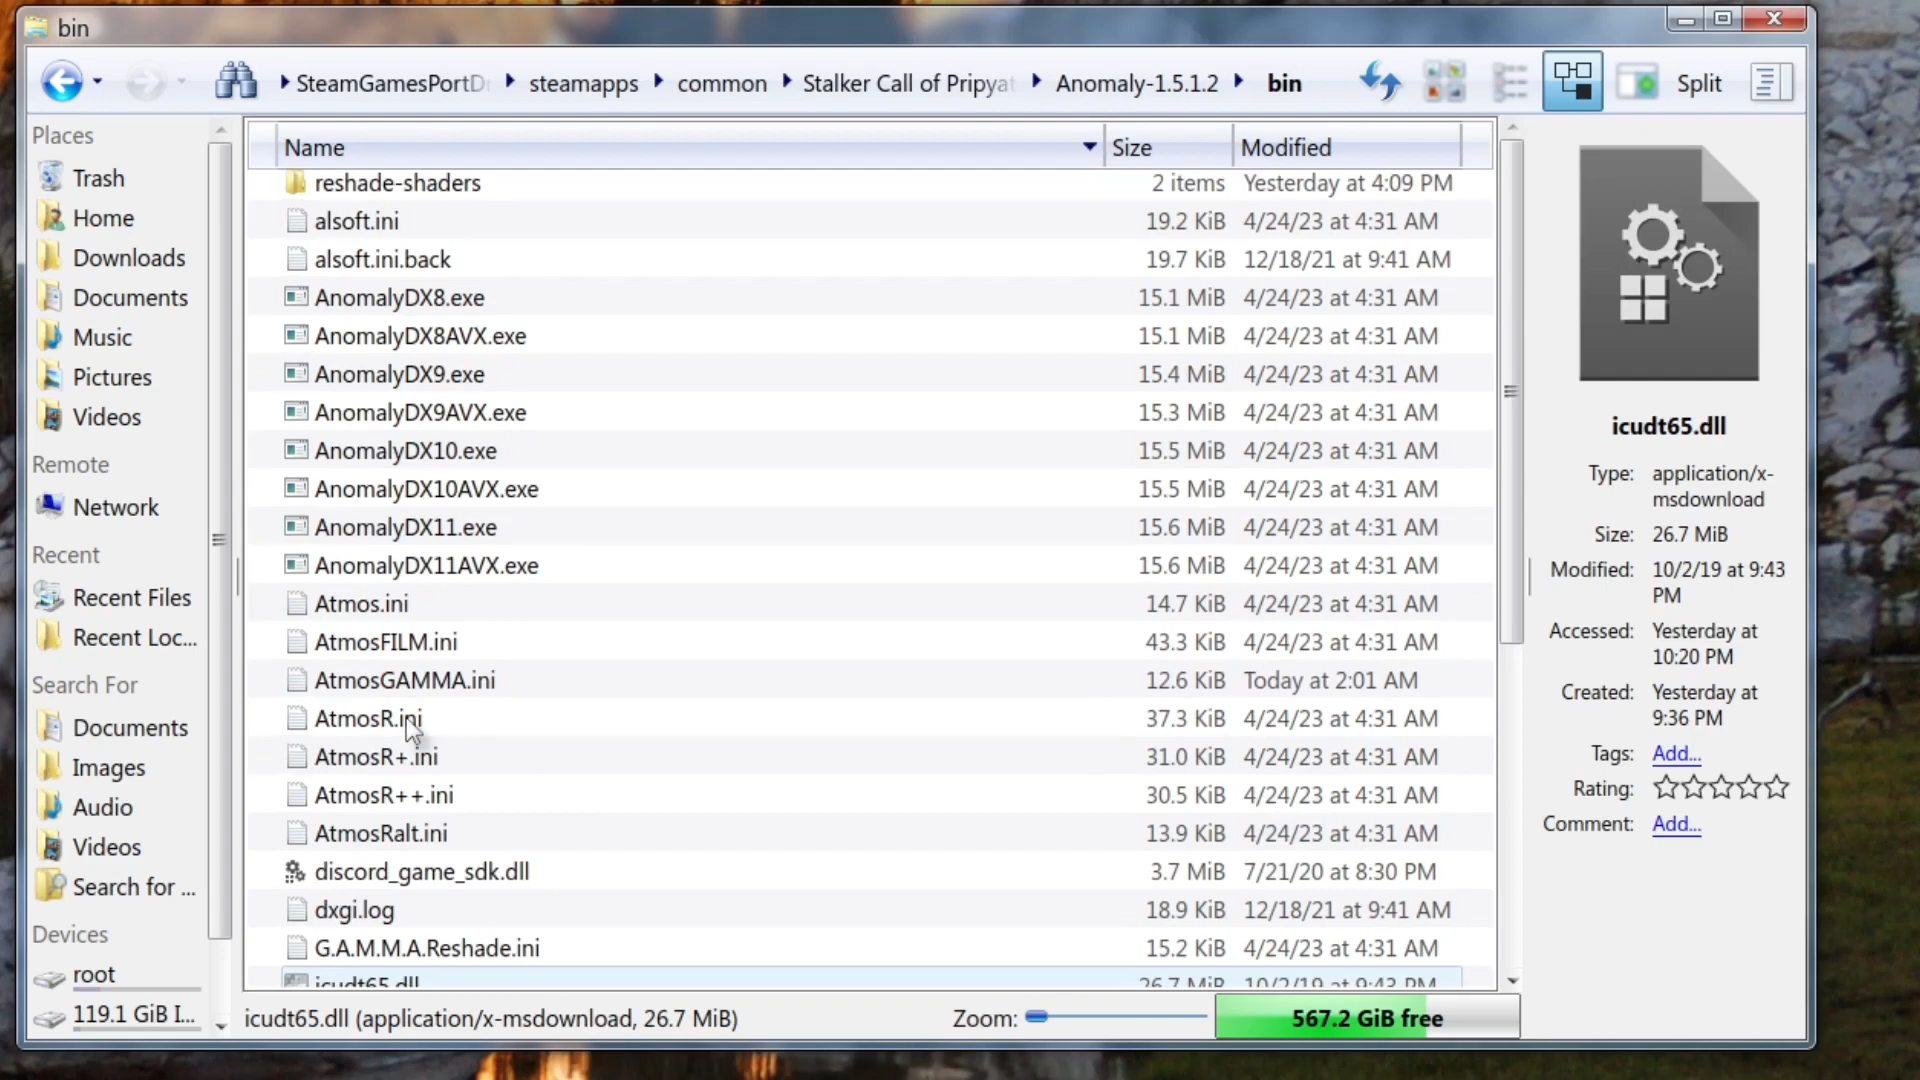 bin
SteamGamesPortD
steamapps
common
Stalker Call of Pripyat
Anomaly-1.5.1.2
bin
Split
Places
Trash
Home
Downloads
Documents
Music
Pictures
Videos
Remote
Network
Recent
Recent Files
Recent Loc...
Search For
Documents
Images
Audio
Videos
Search for ...
Devices
root
119.1 GiB I...
Name Size Modified
reshade-shaders 2 items Yesterday at 4:09 PM
alsoft.ini 19.2 KiB 4/24/23 at 4:31 AM
alsoft.ini.back 19.7 KiB 12/18/21 at 9:41 AM
AnomalyDX8.exe 15.1 MiB 4/24/23 at 4:31 AM
AnomalyDX8AVX.exe 15.1 MiB 4/24/23 at 4:31 AM
AnomalyDX9.exe 15.4 MiB 4/24/23 at 4:31 AM
AnomalyDX9AVX.exe 15.3 MiB 4/24/23 at 4:31 AM
AnomalyDX10.exe 15.5 MiB 4/24/23 at 4:31 AM
AnomalyDX10AVX.exe 15.5 MiB 4/24/23 at 4:31 AM
AnomalyDX11.exe 15.6 MiB 4/24/23 at 4:31 AM
AnomalyDX11AVX.exe 15.6 MiB 4/24/23 at 4:31 AM
Atmos.ini 14.7 KiB 4/24/23 at 4:31 AM
AtmosFILM.ini 43.3 KiB 4/24/23 at 4:31 AM
AtmosGAMMA.ini 12.6 KiB Today at 2:01 AM
AtmosR.ini 37.3 KiB 4/24/23 at 4:31 AM
AtmosR+.ini 31.0 KiB 4/24/23 at 4:31 AM
AtmosR++.ini 30.5 KiB 4/24/23 at 4:31 AM
AtmosRalt.ini 13.9 KiB 4/24/23 at 4:31 AM
discord_game_sdk.dll 3.7 MiB 7/21/20 at 8:30 PM
dxgi.log 18.9 KiB 12/18/21 at 9:41 AM
G.A.M.M.A.Reshade.ini 15.2 KiB 4/24/23 at 4:31 AM
icudt65.dll 26.7 MiB 10/2/19 at 9:43 PM
icudt65.dll (application/x-msdownload, 26.7 MiB)
Zoom:
567.2 GiB free
icudt65.dll
Type: application/x-
msdownload
Size: 26.7 MiB
Modified: 10/2/19 at 9:43
PM
Accessed: Yesterday at
10:20 PM
Created: Yesterday at
9:36 PM
Tags: Add...
Rating:
Comment: Add...